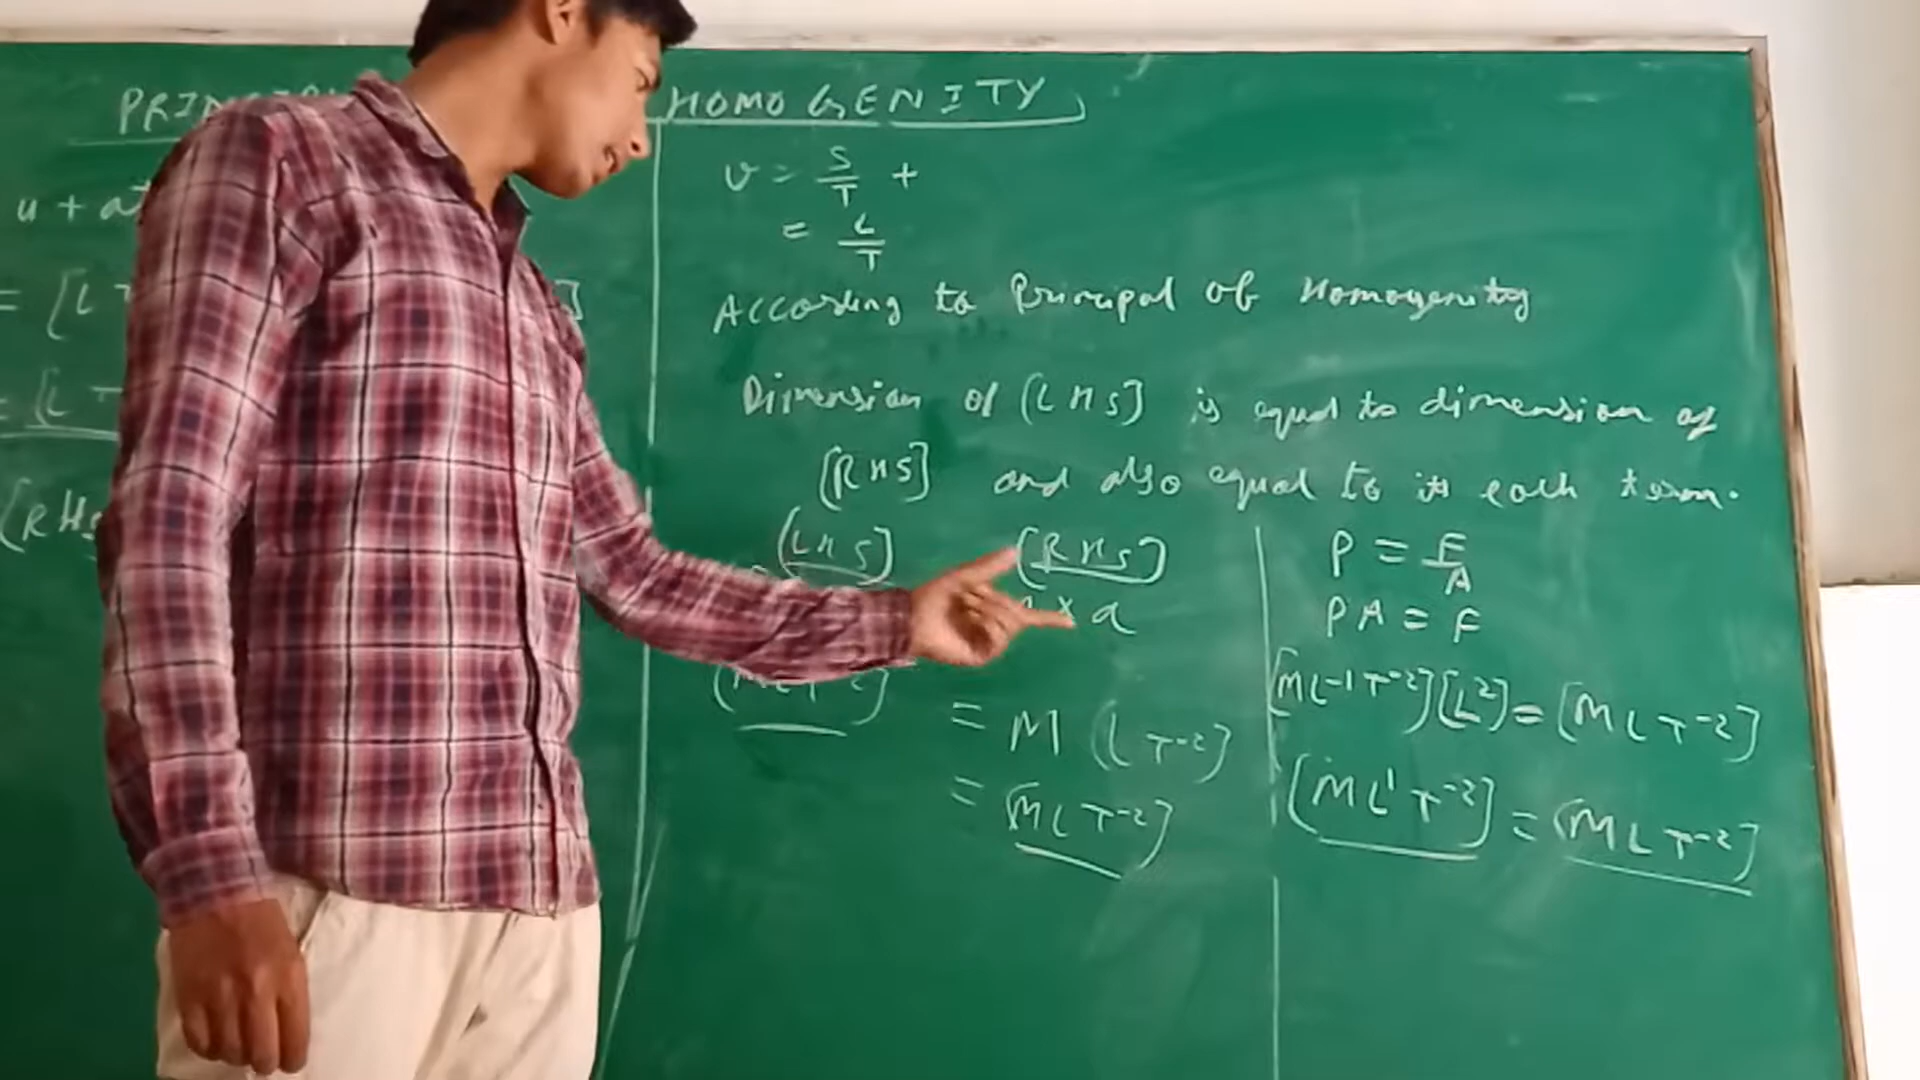 HOMOGENITY
u + a
= [L
= [L T
[RHS
v = S/T +
= L/T
According to Principal of Homogenity
Dimension of [LHS] is equal to dimension of
[RHS] and also equal to its each term.
[LHS] [RHS]
x a
[MLT⁻²]
= M [LT⁻²]
= [MLT⁻²]
P = F/A
PA = F
[ML⁻¹T⁻²][L²] = [MLT⁻²]
[ML¹T⁻²] = [MLT⁻²]